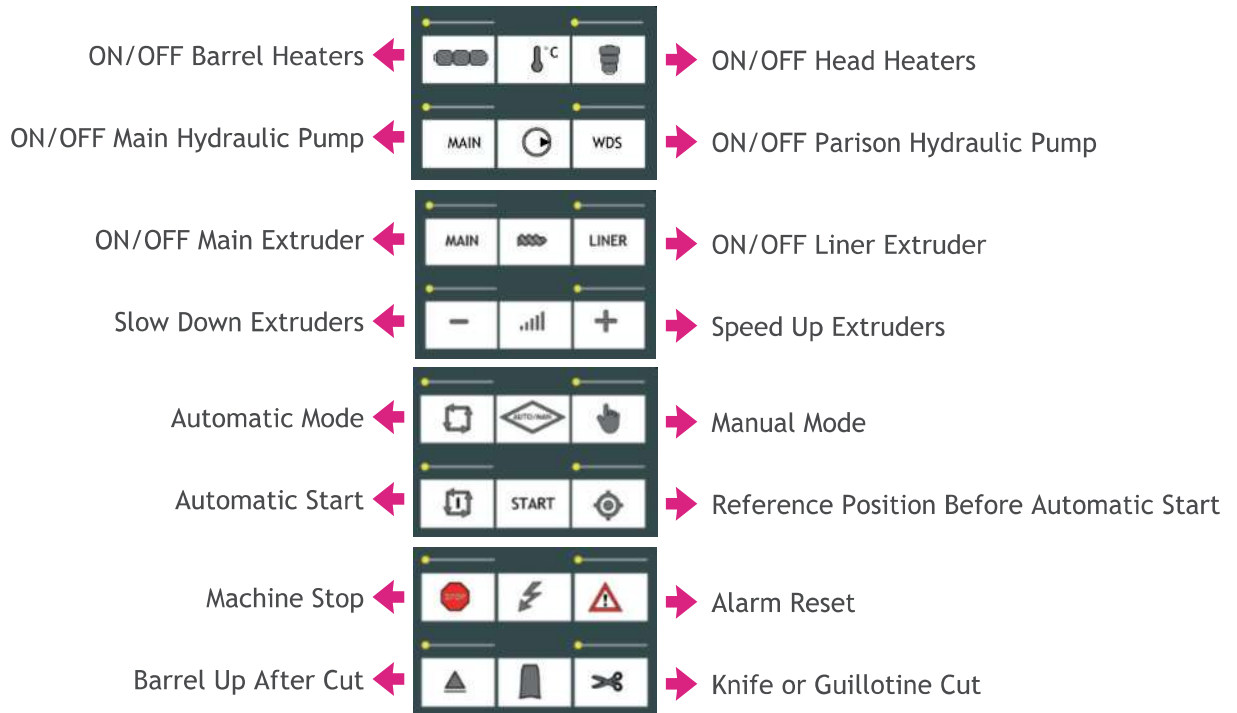 ON/OFF Barrel Heaters
°C
ON/OFF Head Heaters
ON/OFF Main Hydraulic Pump
MAIN
WDS
ON/OFF Parison Hydraulic Pump
ON/OFF Main Extruder
MAIN
LINER
ON/OFF Liner Extruder
Slow Down Extruders
−
+
Speed Up Extruders
Automatic Mode
AUTO/MAN
Manual Mode
Automatic Start
START
Reference Position Before Automatic Start
Machine Stop
STOP
!
Alarm Reset
Barrel Up After Cut
Knife or Guillotine Cut